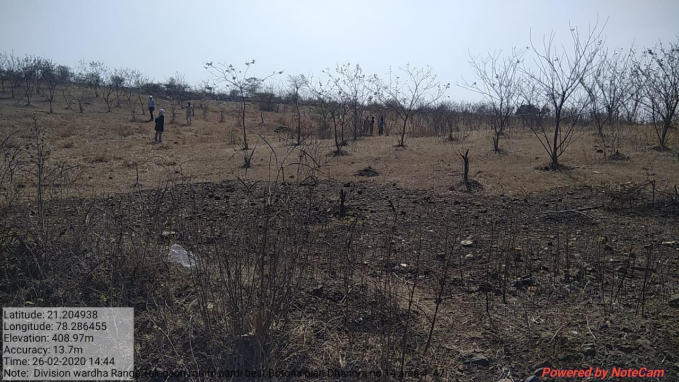 Latitude: 21.204938
Longitude: 78.286455
Elevation: 408.97m
Accuracy: 13.7m
Time: 26-02-2020 14:44
Note: Division wardha Range
Powered by NoteCam